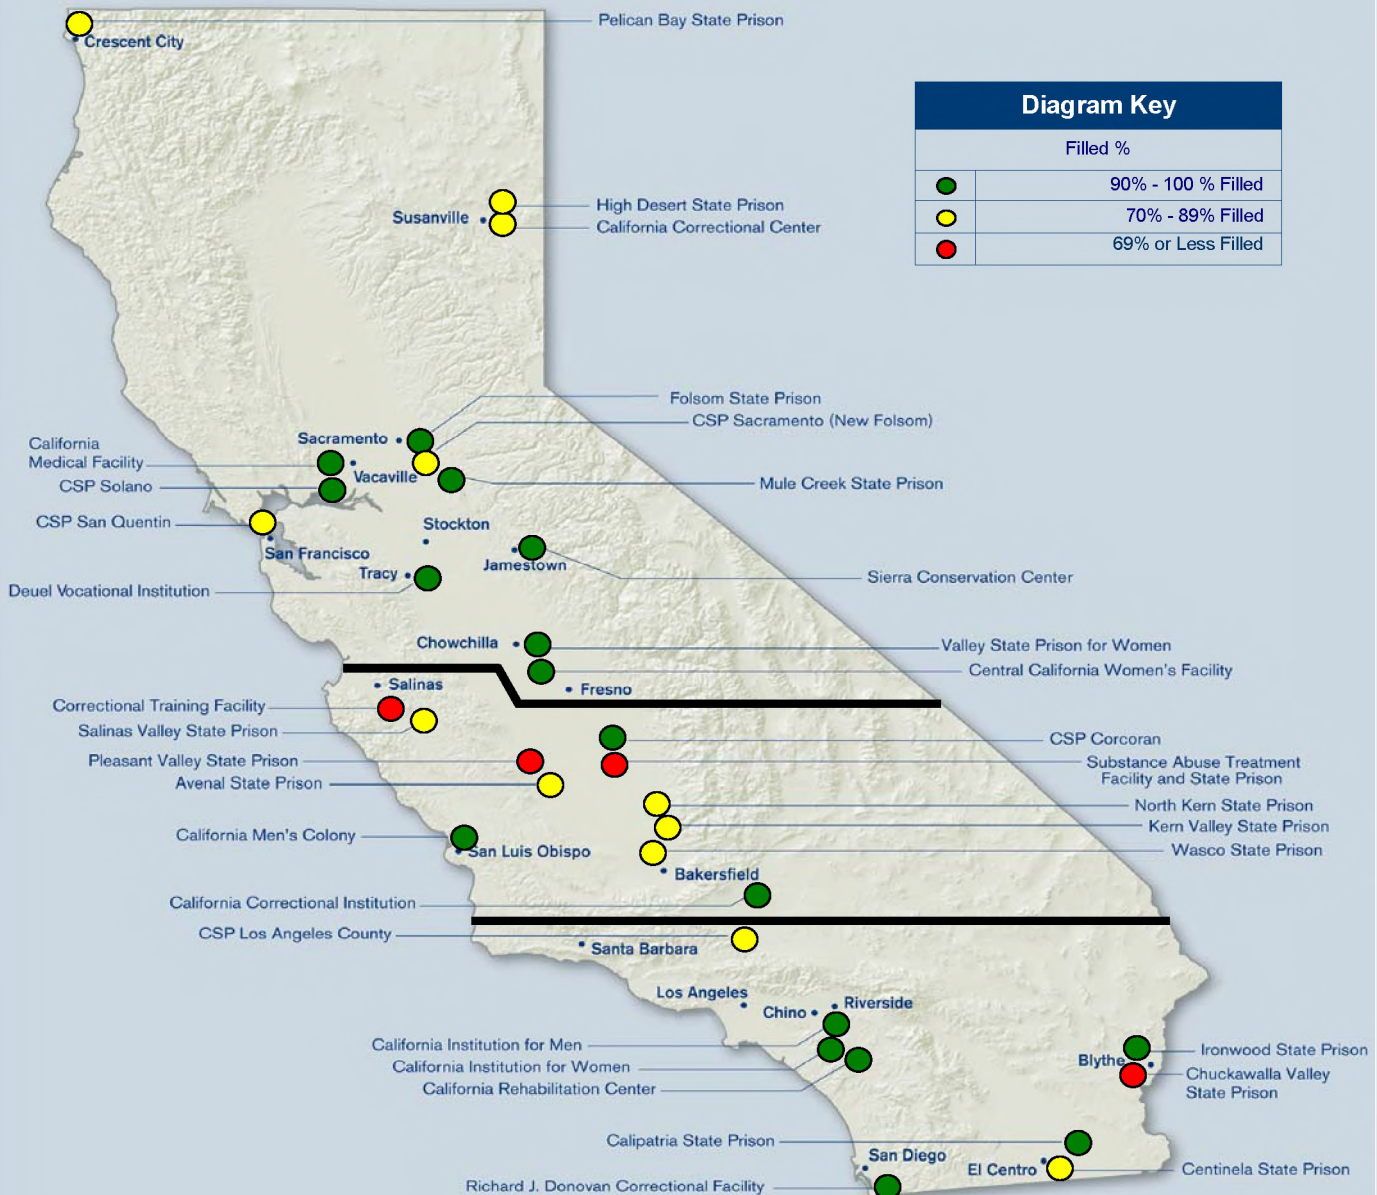 Pelican Bay State Prison
Crescent City
Diagram Key
Filled %
90% - 100 % Filled
70% - 89% Filled
69% or Less Filled
High Desert State Prison
Susanville
California Correctional Center
Folsom State Prison
CSP Sacramento (New Folsom)
Sacramento
California
Medical Facility
Vacaville
CSP Solano
Mule Creek State Prison
CSP San Quentin
Stockton
San Francisco
Jamestown
Tracy
Sierra Conservation Center
Deuel Vocational Institution
Chowchilla
Valley State Prison for Women
Central California Women's Facility
Salinas
Fresno
Correctional Training Facility
Salinas Valley State Prison
CSP Corcoran
Pleasant Valley State Prison
Substance Abuse Treatment
Facility and State Prison
Avenal State Prison
North Kern State Prison
Kern Valley State Prison
California Men's Colony
San Luis Obispo
Wasco State Prison
Bakersfield
California Correctional Institution
CSP Los Angeles County
Santa Barbara
Los Angeles
Riverside
Chino
California Institution for Men
Ironwood State Prison
Blythe
California Institution for Women
Chuckawalla Valley
State Prison
California Rehabilitation Center
Calipatria State Prison
San Diego
El Centro
Centinela State Prison
Richard J. Donovan Correctional Facility